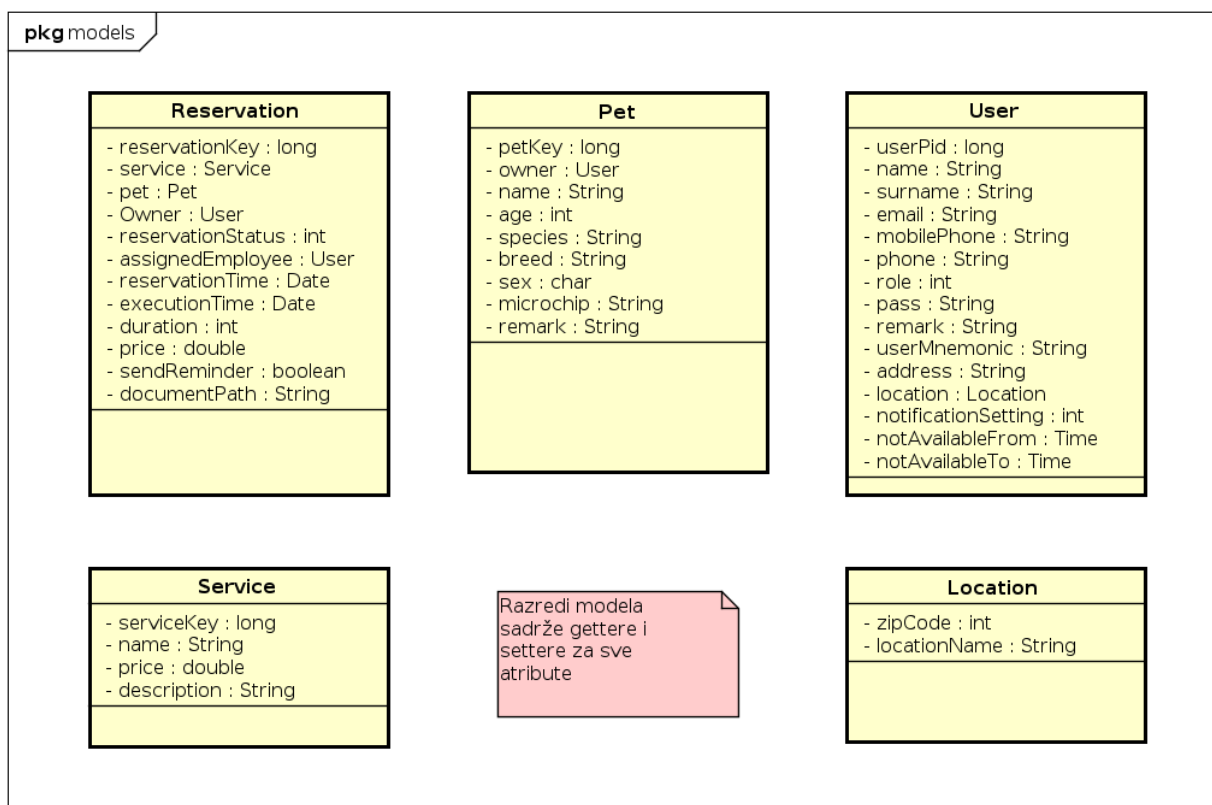 pkg models
Reservation
- reservationKey : long
- service : Service
- pet : Pet
- Owner : User
- reservationStatus : int
- assignedEmployee : User
- reservationTime : Date
- executionTime : Date
- duration : int
- price : double
- sendReminder : boolean
- documentPath : String
Pet
- petKey : long
- owner : User
- name : String
- age : int
- species : String
- breed : String
- sex : char
- microchip : String
- remark : String
User
- userPid : long
- name : String
- surname : String
- email : String
- mobilePhone : String
- phone : String
- role : int
- pass : String
- remark : String
- userMnemonic : String
- address : String
- location : Location
- notificationSetting : int
- notAvailableFrom : Time
- notAvailableTo : Time
Service
- serviceKey : long
- name : String
- price : double
- description : String
Razredi modela
sadrže gettere i
settere za sve
atribute
Location
- zipCode : int
- locationName : String